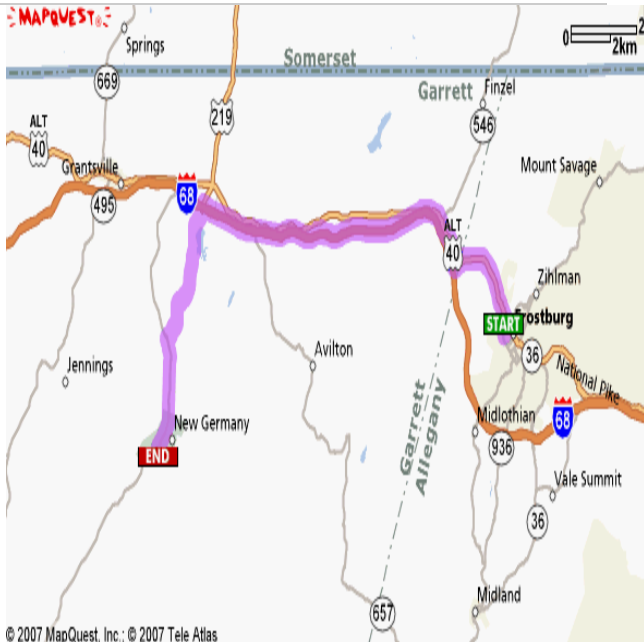 MAPQUEST
Springs
0
2
2km
Somerset
Garrett
669
219
Finzel
546
ALT
40
Grantsville
68
495
Mount Savage
ALT
40
Zihlman
START
Frostburg
36
National Pike
Jennings
Avilton
New Germany
END
Garrett
Allegany
Midlothian
68
936
Vale Summit
36
657
Midland
© 2007 MapQuest, Inc.; © 2007 Tele Atlas